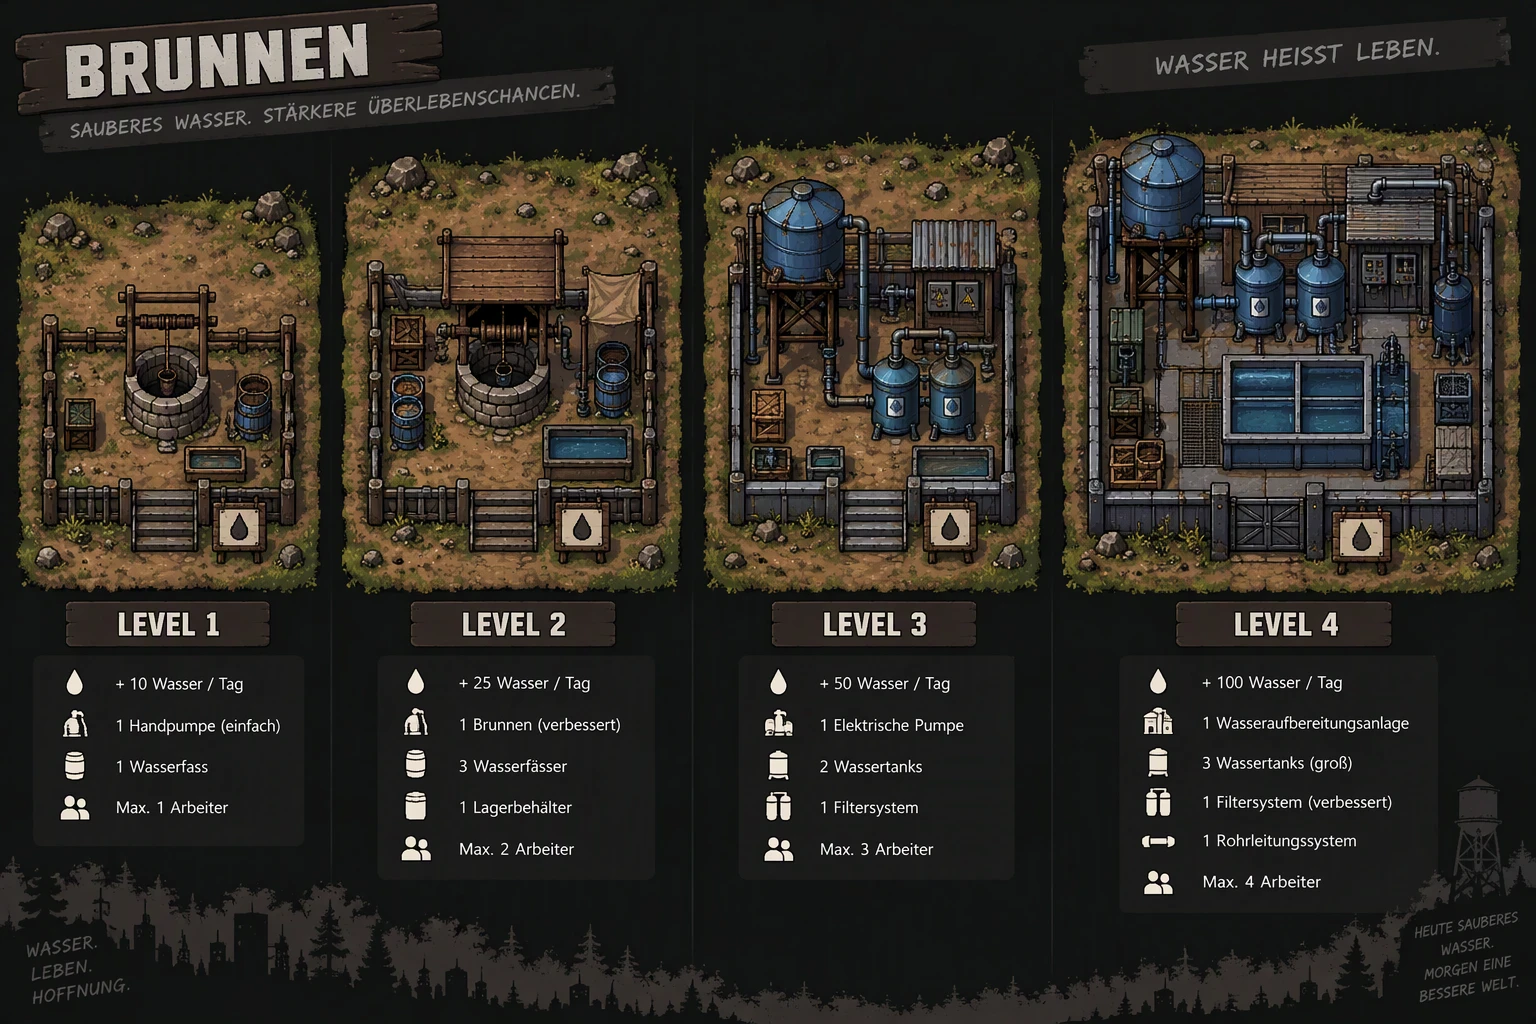 BRUNNEN
SAUBERES WASSER. STÄRKERE ÜBERLEBENSCHANCEN.
WASSER HEISST LEBEN.
LEVEL 1
+ 10 Wasser / Tag
1 Handpumpe (einfach)
1 Wasserfass
Max. 1 Arbeiter
LEVEL 2
+ 25 Wasser / Tag
1 Brunnen (verbessert)
3 Wasserfässer
1 Lagerbehälter
Max. 2 Arbeiter
LEVEL 3
+ 50 Wasser / Tag
1 Elektrische Pumpe
2 Wassertanks
1 Filtersystem
Max. 3 Arbeiter
LEVEL 4
+ 100 Wasser / Tag
1 Wasseraufbereitungsanlage
3 Wassertanks (groß)
1 Filtersystem (verbessert)
1 Rohrleitungssystem
Max. 4 Arbeiter
WASSER.
LEBEN.
HOFFNUNG.
HEUTE SAUBERES
WASSER.
MORGEN EINE
BESSERE WELT.